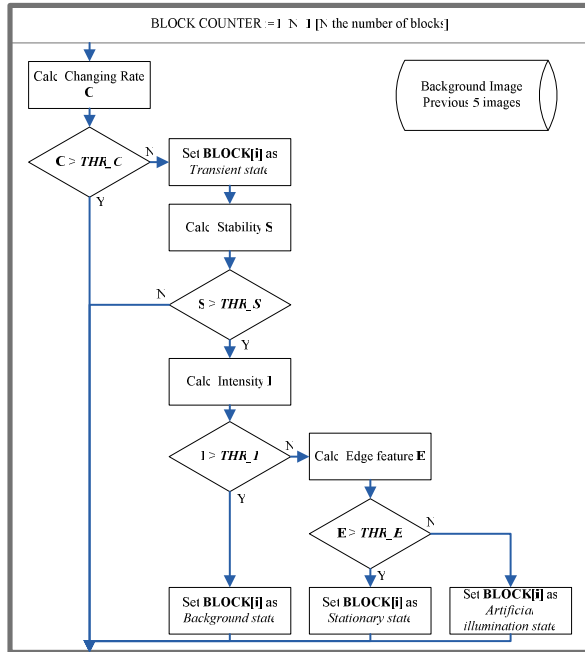 BLOCK COUNTER := 1 N 1 [N the number of blocks]
Calc Changing Rate
C
Background Image
Previous 5 images
C > THR_C
N
Y
Set BLOCK[i] as
Transient state
Calc Stability S
N
S > THR_S
Y
Calc Intensity I
I > THR_I
N
Y
Calc Edge feature E
E > THR_E
N
Y
Set BLOCK[i] as
Background state
Set BLOCK[i] as
Stationary state
Set BLOCK[i] as
Artificial
illumination state